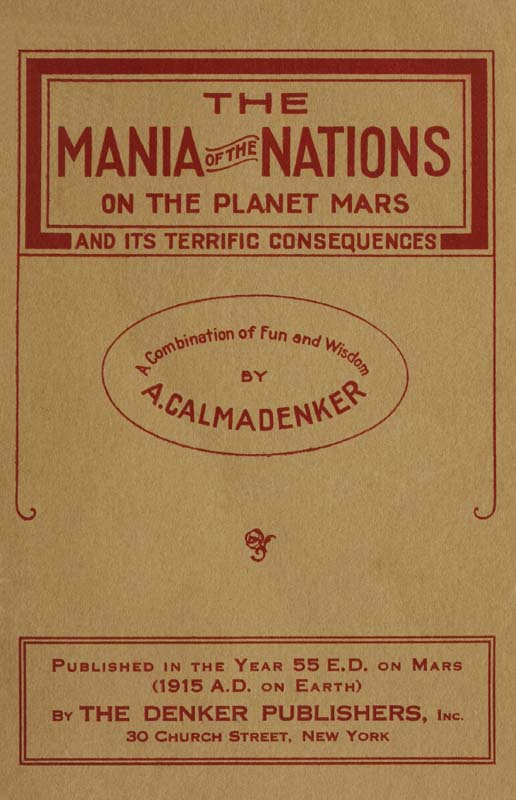 THE
MANIA OF THE NATIONS
ON THE PLANET MARS
AND ITS TERRIFIC CONSEQUENCES
A Combination of Fun and Wisdom
BY
A. CALMADENKER
PUBLISHED IN THE YEAR 55 E.D. ON MARS
(1915 A.D. ON EARTH)
BY THE DENKER PUBLISHERS, INC.
30 CHURCH STREET, NEW YORK